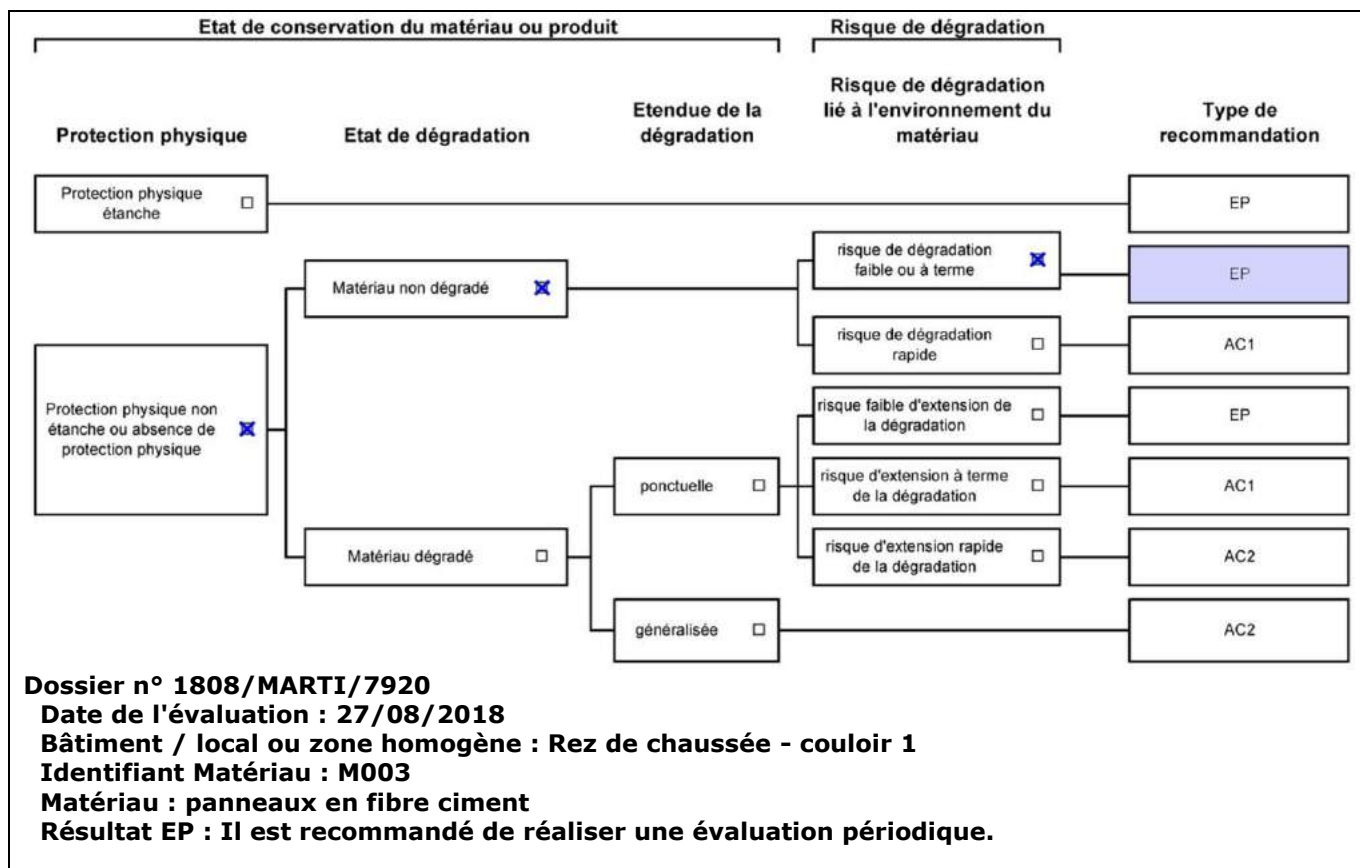 Etat de conservation du matériau ou produit
Risque de dégradation
Protection physique
Etat de dégradation
Etendue de la
dégradation
Risque de dégradation
lié à l'environnement du
matériau
Type de
recommandation
Protection physique
étanche
EP
risque de dégradation
faible ou à terme
EP
Matériau non dégradé
risque de dégradation
rapide
AC1
Protection physique non
étanche ou absence de
protection physique
risque faible d'extension de
la dégradation
EP
ponctuelle
risque d'extension à terme
de la dégradation
AC1
Matériau dégradé
risque d'extension rapide
de la dégradation
AC2
généralisée
AC2
Dossier n° 1808/MARTI/7920
Date de l'évaluation : 27/08/2018
Bâtiment / local ou zone homogène : Rez de chaussée - couloir 1
Identifiant Matériau : M003
Matériau : panneaux en fibre ciment
Résultat EP : Il est recommandé de réaliser une évaluation périodique.